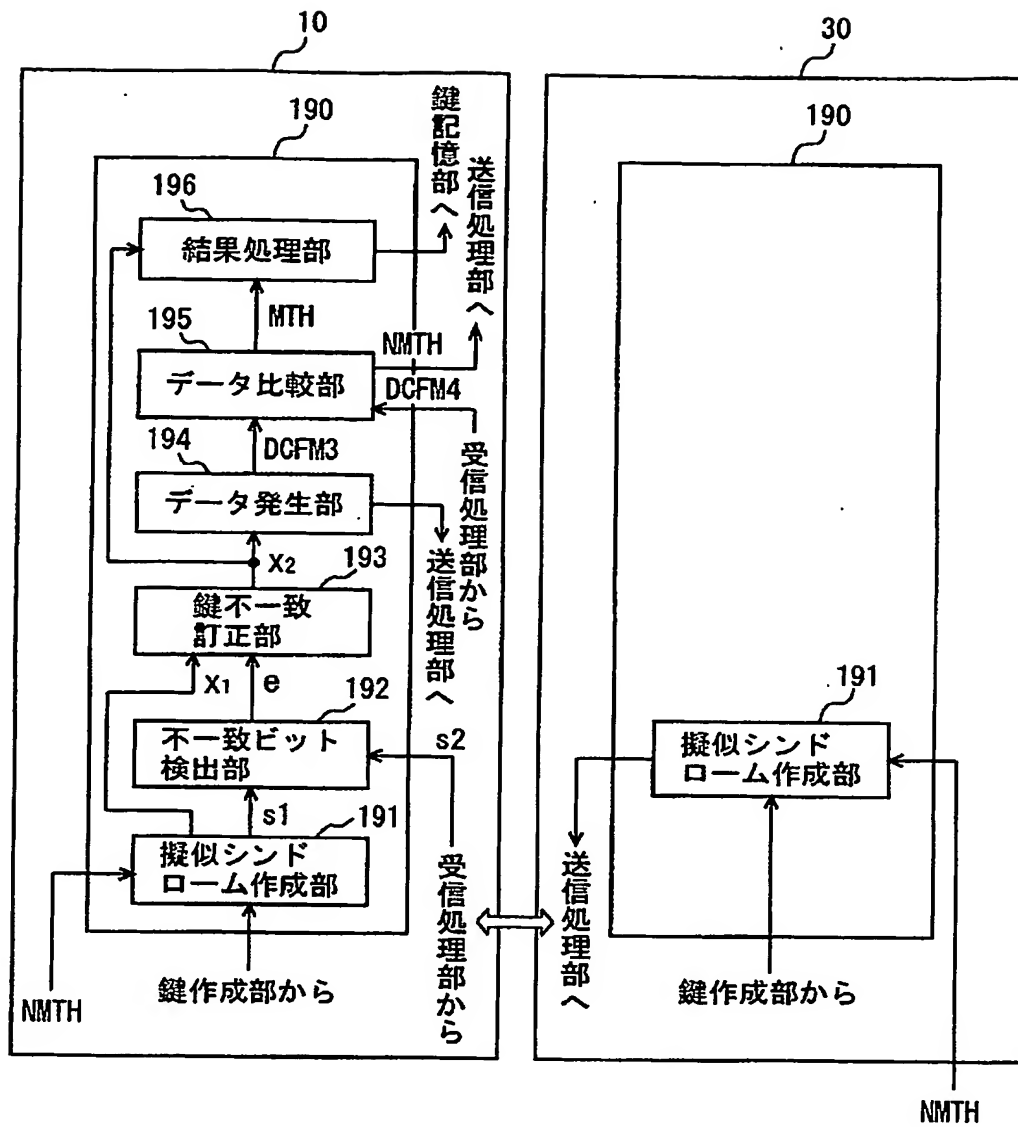 10
30
190
190
196
結果処理部
鍵記憶部へ
送信処理部へ
MTH
195
NMTH
データ比較部
DCFM4
194
DCFM3
データ発生部
受信処理部から
送信処理部へ
X2
193
鍵不一致
訂正部
X1
e
192
不一致ビット
検出部
s2
s1
191
擬似シンド
ローム作成部
受信処理部から
鍵作成部から
NMTH
191
擬似シンド
ローム作成部
送信処理部へ
鍵作成部から
NMTH